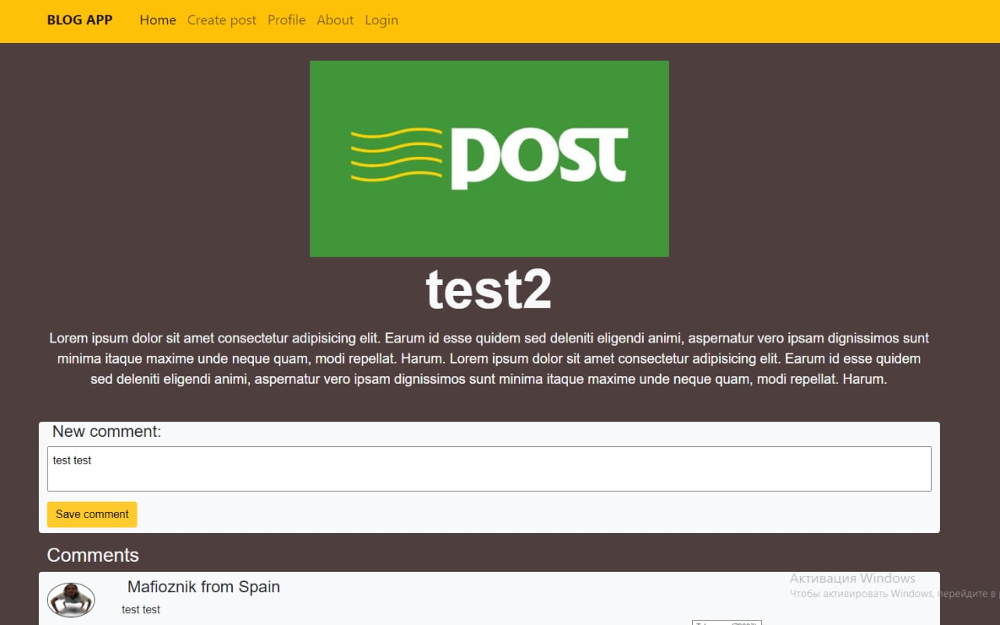 BLOG APP Home Create post Profile About Login
post
test2
Lorem ipsum dolor sit amet consectetur adipisicing elit. Earum id esse quidem sed deleniti eligendi animi, aspernatur vero ipsam dignissimos sunt
minima itaque maxime unde neque quam, modi repellat. Harum. Lorem ipsum dolor sit amet consectetur adipisicing elit. Earum id esse quidem
sed deleniti eligendi animi, aspernatur vero ipsam dignissimos sunt minima itaque maxime unde neque quam, modi repellat. Harum.
New comment:
test test
Save comment
Comments
Mafioznik from Spain
test test
Активация Windows
Чтобы активировать Windows, перейдите в